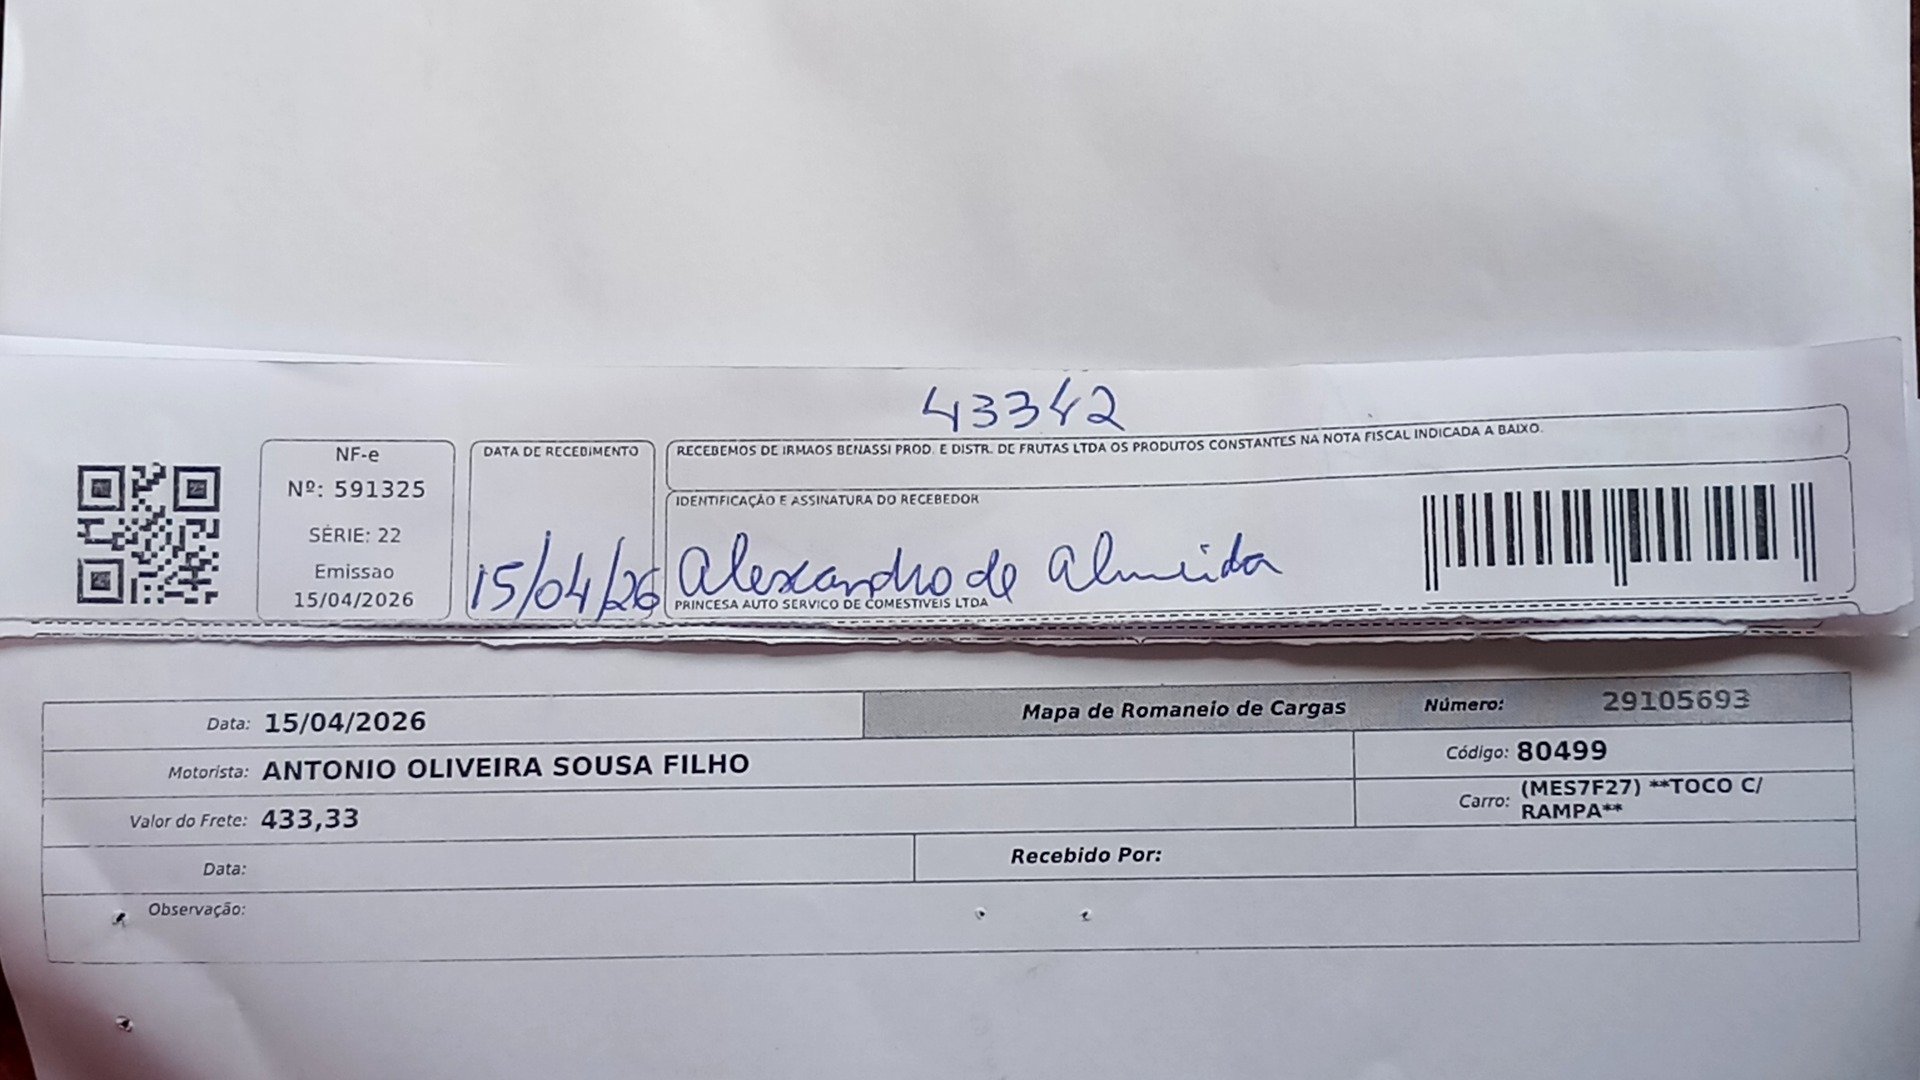 43342
NF-e
Nº: 591325
SÉRIE: 22
Emissao
15/04/2026
DATA DE RECEBIMENTO
15/04/26
RECEBEMOS DE IRMAOS BENASSI PROD. E DISTR. DE FRUTAS LTDA OS PRODUTOS CONSTANTES NA NOTA FISCAL INDICADA A BAIXO.
IDENTIFICAÇÃO E ASSINATURA DO RECEBEDOR
Alexandro de Almeida
PRINCESA AUTO SERVICO DE COMESTIVEIS LTDA
Data: 15/04/2026
Mapa de Romaneio de Cargas Número: 29105693
Motorista: ANTONIO OLIVEIRA SOUSA FILHO
Código: 80499
Valor do Frete: 433,33
Carro: (MES7F27) **TOCO C/
RAMPA**
Data:
Recebido Por:
Observação: